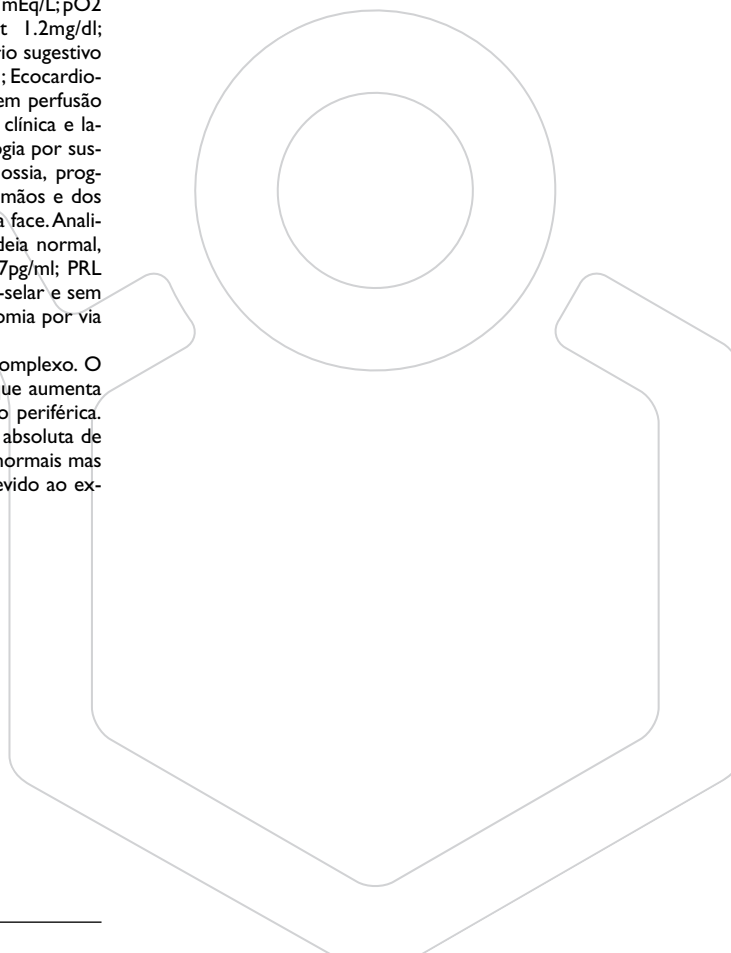 mEq/L; pO2
t 1.2mg/dl;
rio sugestivo
; Ecocardio-
em perfusão
clínica e la-
gia por sus-
ossia, prog-
mãos e dos
a face. Anali-
deia normal,
7pg/ml; PRL
-selar e sem
omia por via
omplexo. O
ue aumenta
o periférica.
absoluta de
normais mas
evido ao ex-